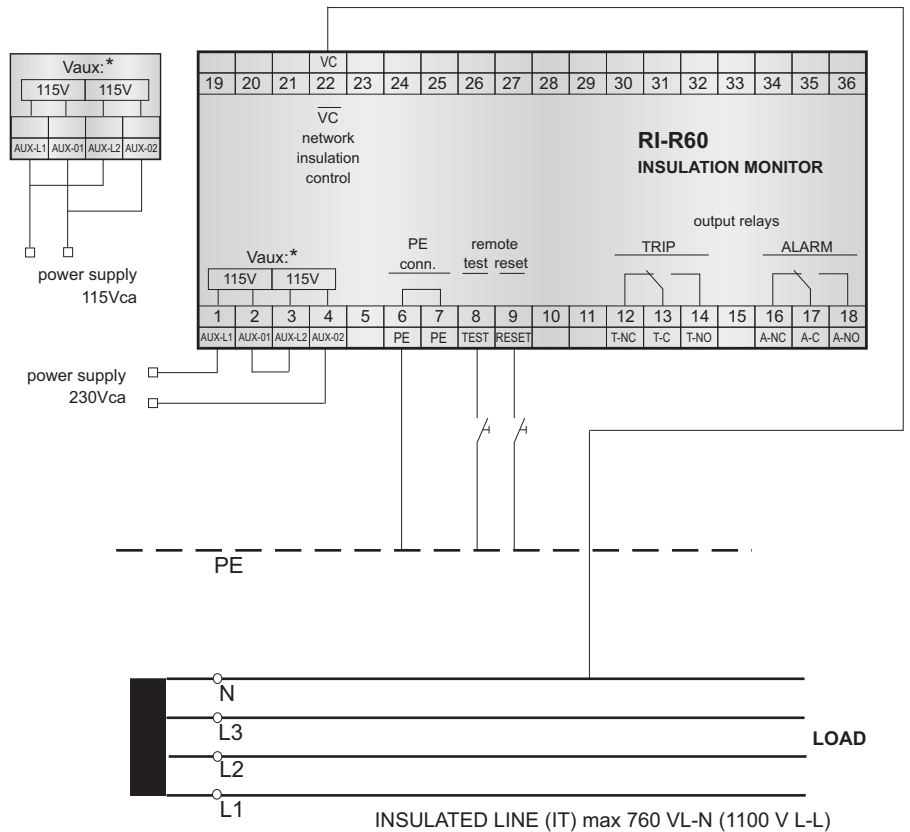 VC
19 20 21 22 23 24 25 26 27 28 29 30 31 32 33 34 35 36
VC
network
insulation
control
RI-R60
INSULATION MONITOR
output relays
TRIP
ALARM
Vaux:*
115V 115V
PE
conn.
remote
test reset
1 2 3 4 5 6 7 8 9 10 11 12 13 14 15 16 17 18
AUX-L1 AUX-01 AUX-L2 AUX-02 PE PE TEST RESET T-NC T-C T-NO A-NC A-C A-NO
Vaux:*
115V 115V
AUX-L1 AUX-01 AUX-L2 AUX-02
power supply
115Vca
power supply
230Vca
PE
N
L3
L2
L1
LOAD
INSULATED LINE (IT) max 760 VL-N (1100 V L-L)